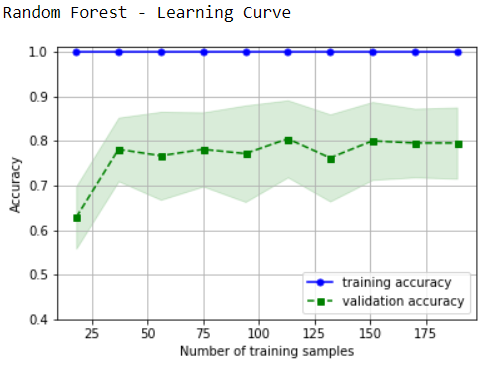 Random Forest - Learning Curve
1.0
0.9
0.8
0.7
0.6
0.5
0.4
Accuracy
25 50 75 100 125 150 175
Number of training samples
training accuracy
validation accuracy